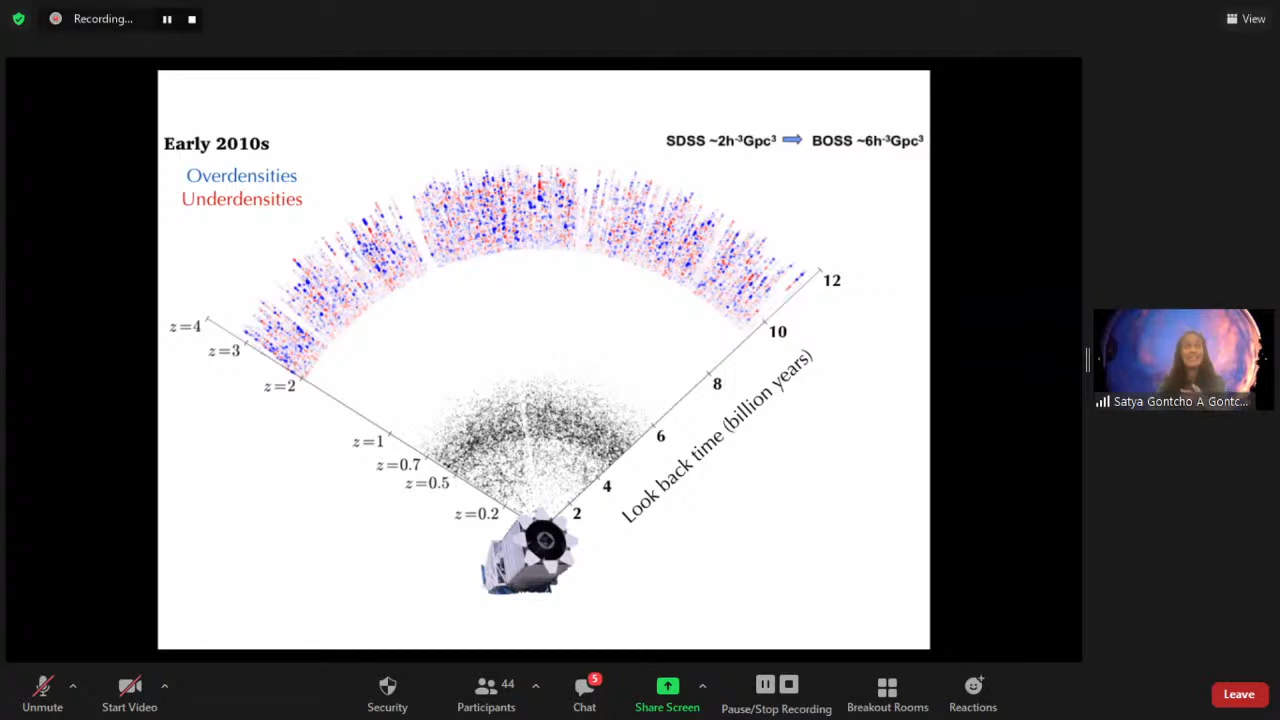 Recording...
View
Early 2010s
SDSS ~2h⁻³Gpc³ BOSS ~6h⁻³Gpc³
Overdensities
Underdensities
z=4
z=3
z=2
z=1
z=0.7
z=0.5
z=0.2
12
10
8
6
4
2
Look back time (billion years)
Satya Gontcho A Gontc...
Unmute
Start Video
Security
Participants
44
Chat
5
Share Screen
Pause/Stop Recording
Breakout Rooms
Reactions
Leave